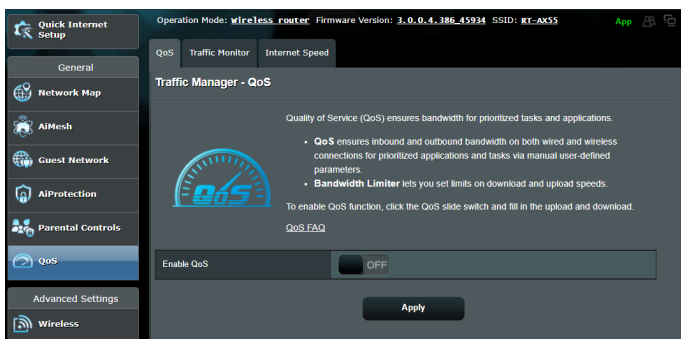 Quick Internet
Setup
Operation Mode: Wireless router Firmware Version: 3.0.0.4.386_45934 SSID: RT-AX55
App
QoS Traffic Monitor Internet Speed
General
Network Map
AiMesh
Guest Network
AiProtection
Parental Controls
QoS
Advanced Settings
Wireless
Traffic Manager - QoS
Quality of Service (QoS) ensures bandwidth for prioritized tasks and applications.
• QoS ensures inbound and outbound bandwidth on both wired and wireless
connections for prioritized applications and tasks via manual user-defined
parameters.
• Bandwidth Limiter lets you set limits on download and upload speeds.
QoS
To enable QoS function, click the QoS slide switch and fill in the upload and download.
QoS FAQ
Enable QoS OFF
Apply